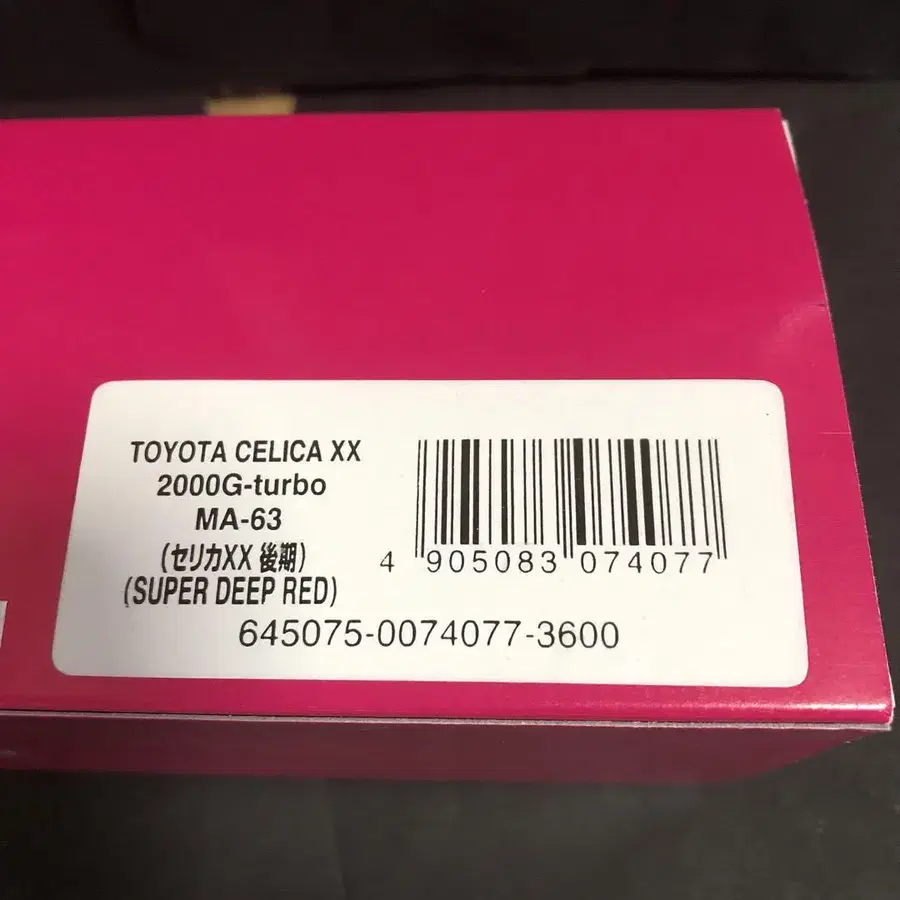 TOYOTA CELICA XX
2000G-turbo
MA-63
(セリカXX 後期)
(SUPER DEEP RED)
4 905083 074077
645075-0074077-3600